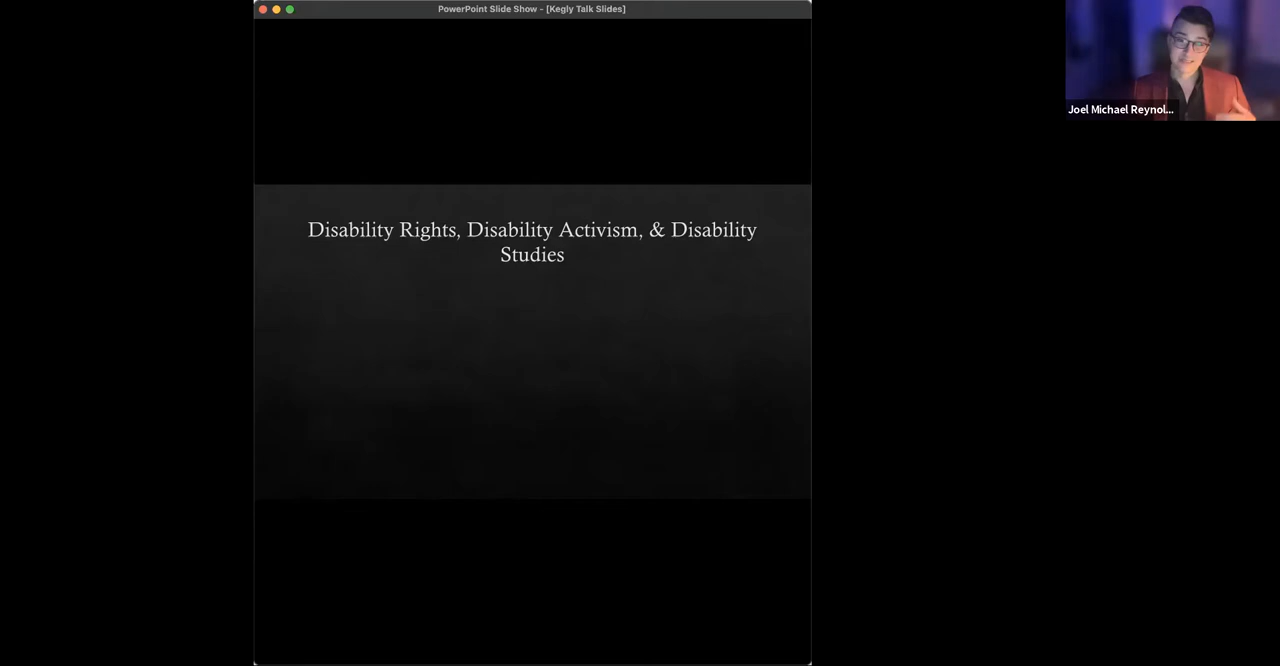 PowerPoint Slide Show - [Kegly Talk Slides]
Joel Michael Reynol...
Disability Rights, Disability Activism, & Disability
Studies